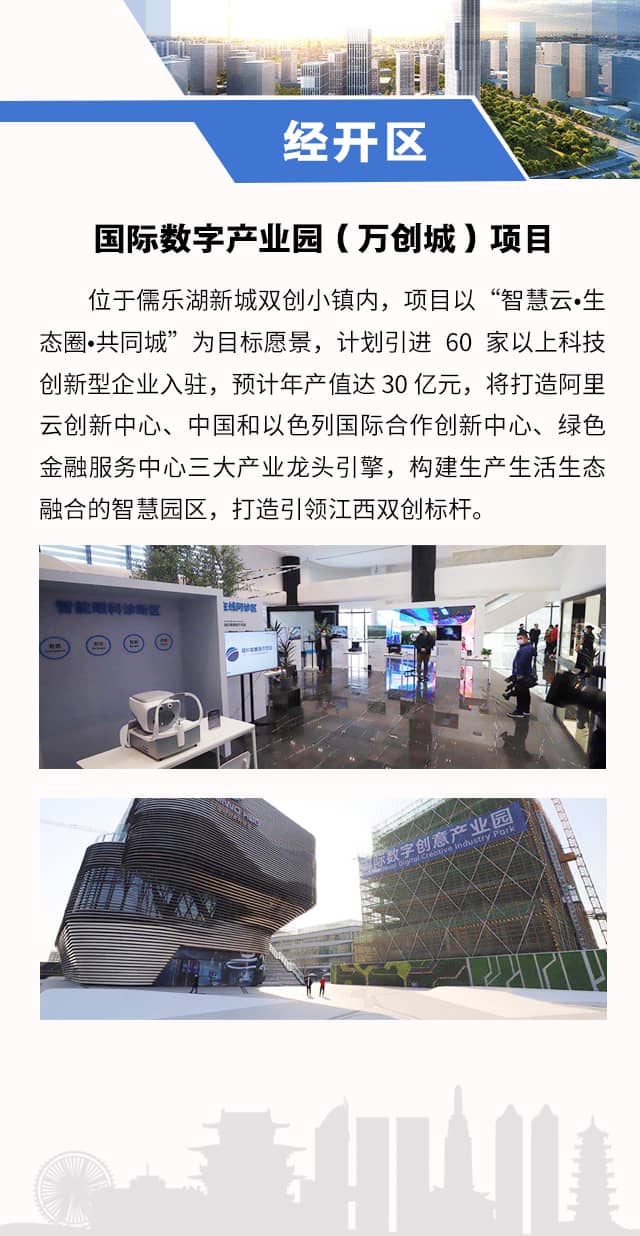 经开区
国际数字产业园（万创城）项目
位于儒乐湖新城双创小镇内，项目以“智慧云•生
态圈•共同城”为目标愿景，计划引进 60 家以上科技
创新型企业入驻，预计年产值达 30 亿元，将打造阿里
云创新中心、中国和以色列国际合作创新中心、绿色
金融服务中心三大产业龙头引擎，构建生产生活生态
融合的智慧园区，打造引领江西双创标杆。
智能眼科诊断区
在线问诊区
国际数字创意产业园
Digital Creative Industry Park